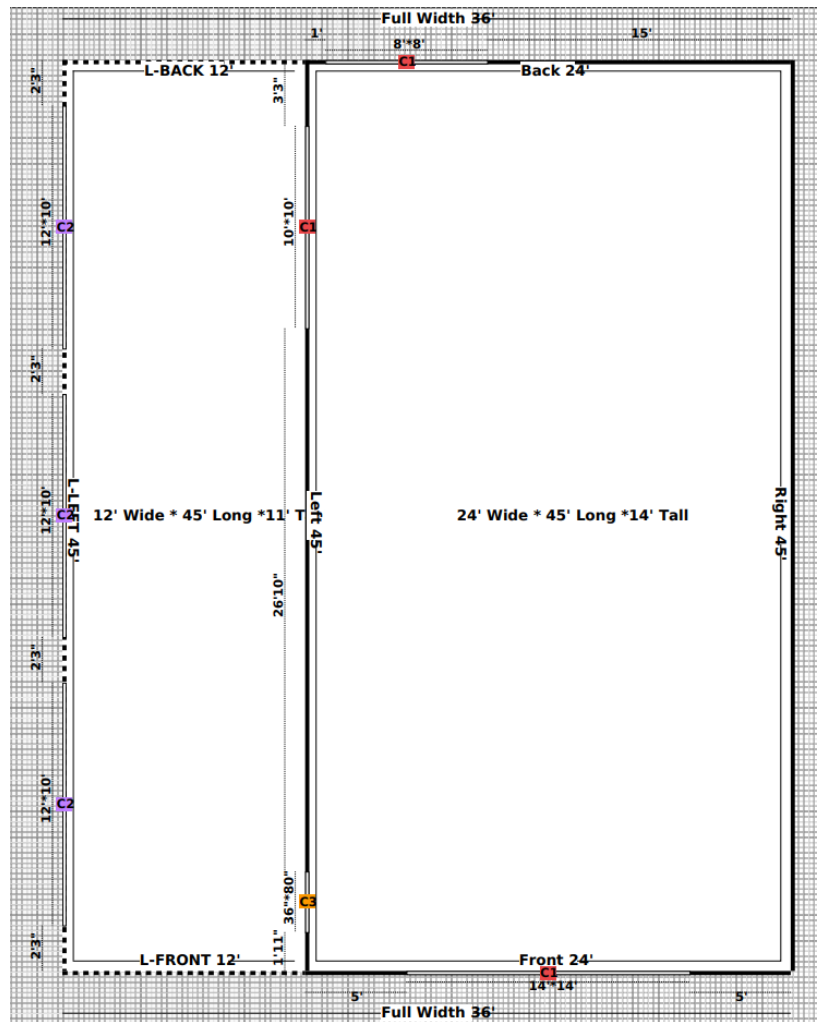 Full Width 36'
1'
15'
8'*8'
C1
L-BACK 12'
Back 24'
2'3"
3'3"
12'*10'
C2
10'*10'
C1
2'3"
12'*10'
C2
L-LEFT 45'
12' Wide * 45' Long *11' T
Left 45'
24' Wide * 45' Long *14' Tall
Right 45'
26'10"
2'3"
12'*10'
C2
36"*80"
C3
2'3"
1'11"
L-FRONT 12'
Front 24'
C1
14'*14'
5'
5'
Full Width 36'